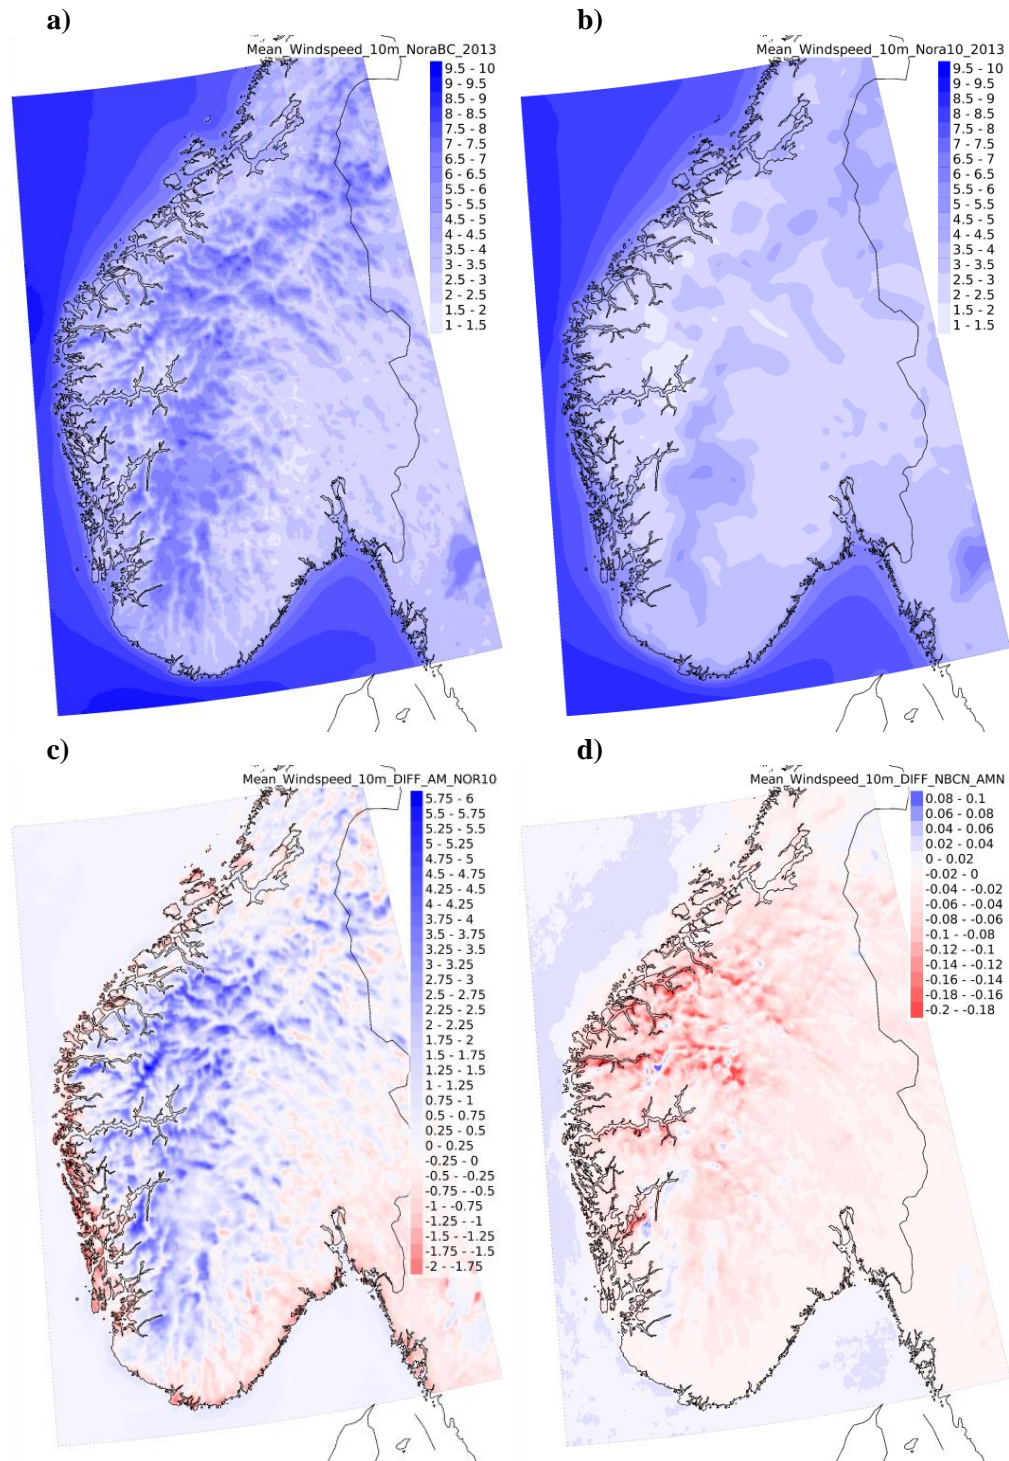 a)
Mean_Windspeed_10m_NoraBC_2013
9.5 - 10
9 - 9.5
8.5 - 9
8 - 8.5
7.5 - 8
7 - 7.5
6.5 - 7
6 - 6.5
5.5 - 6
5 - 5.5
4.5 - 5
4 - 4.5
3.5 - 4
3 - 3.5
2.5 - 3
2 - 2.5
1.5 - 2
1 - 1.5
b)
Mean_Windspeed_10m_Nora10_2013
9.5 - 10
9 - 9.5
8.5 - 9
8 - 8.5
7.5 - 8
7 - 7.5
6.5 - 7
6 - 6.5
5.5 - 6
5 - 5.5
4.5 - 5
4 - 4.5
3.5 - 4
3 - 3.5
2.5 - 3
2 - 2.5
1.5 - 2
1 - 1.5
c)
Mean_Windspeed_10m_DIFF_AM_NOR10
5.75 - 6
5.5 - 5.75
5.25 - 5.5
5 - 5.25
4.75 - 5
4.5 - 4.75
4.25 - 4.5
4 - 4.25
3.75 - 4
3.5 - 3.75
3.25 - 3.5
3 - 3.25
2.75 - 3
2.5 - 2.75
2.25 - 2.5
2 - 2.25
1.75 - 2
1.5 - 1.75
1.25 - 1.5
1 - 1.25
0.75 - 1
0.5 - 0.75
0.25 - 0.5
0 - 0.25
-0.25 - 0
-0.5 - -0.25
-0.75 - -0.5
-1 - -0.75
-1.25 - -1
-1.5 - -1.25
-1.75 - -1.5
-2 - -1.75
d)
Mean_Windspeed_10m_DIFF_NBCN_AMN
0.08 - 0.1
0.06 - 0.08
0.04 - 0.06
0.02 - 0.04
0 - 0.02
-0.02 - 0
-0.04 - -0.02
-0.06 - -0.04
-0.08 - -0.06
-0.1 - -0.08
-0.12 - -0.1
-0.14 - -0.12
-0.16 - -0.14
-0.18 - -0.16
-0.2 - -0.18